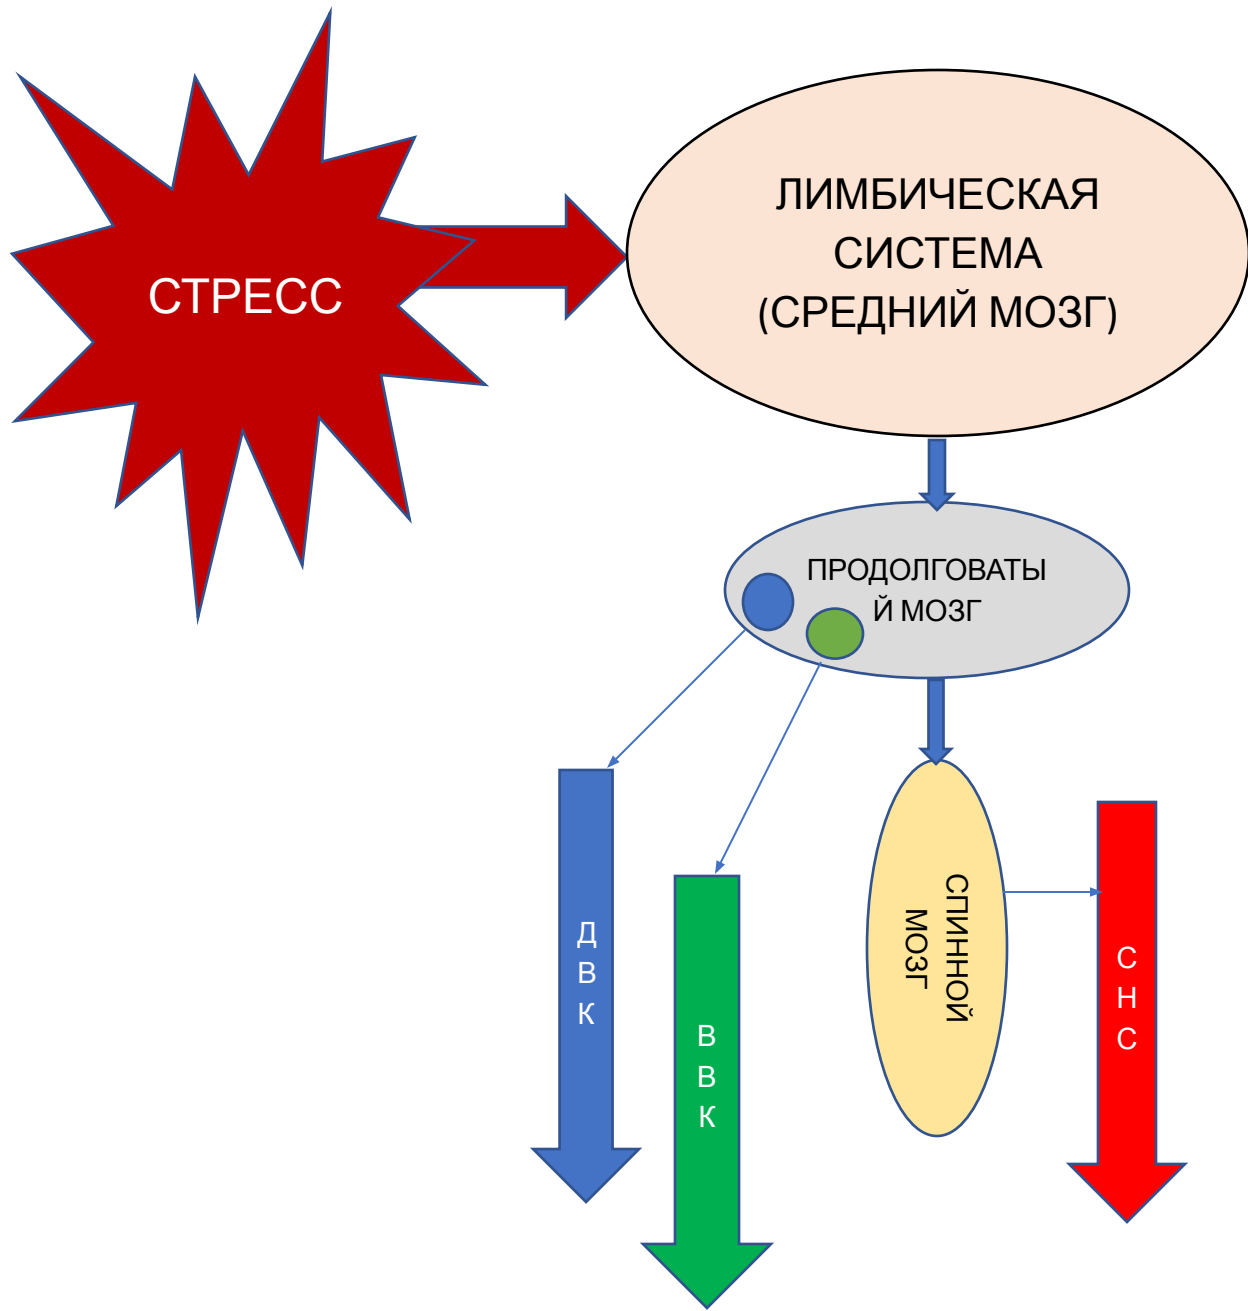 СТРЕСС
ЛИМБИЧЕСКАЯ
СИСТЕМА
(СРЕДНИЙ МОЗГ)
ПРОДОЛГОВАТЫ
Й МОЗГ
Д
В
К
В
В
К
СПИННОЙ
МОЗГ
С
Н
С